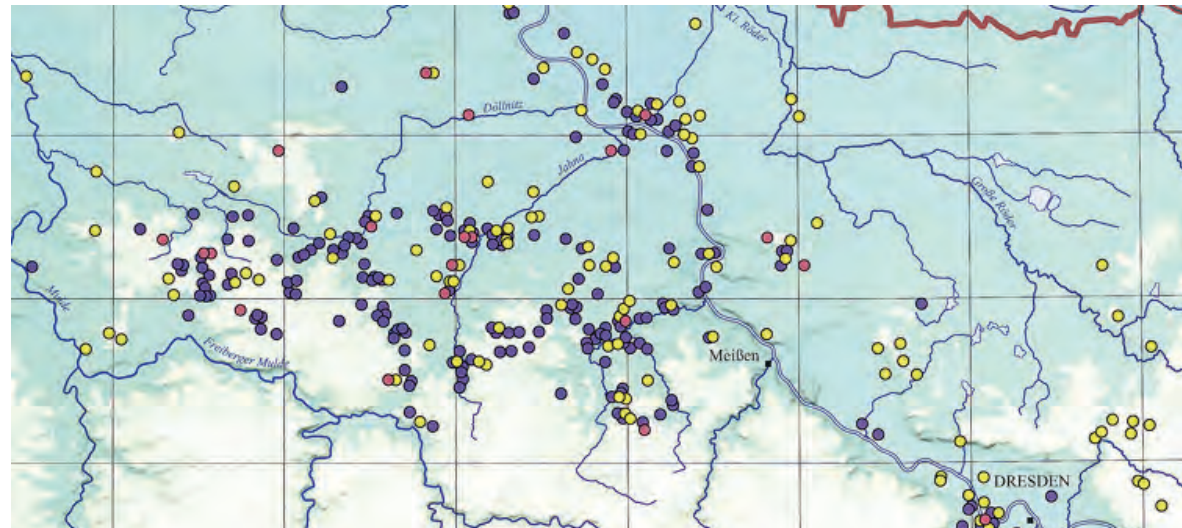 Kl. Röder
Döllnitz
Jahna
Große Röder
Mulde
Freiberger Mulde
Meißen
DRESDEN